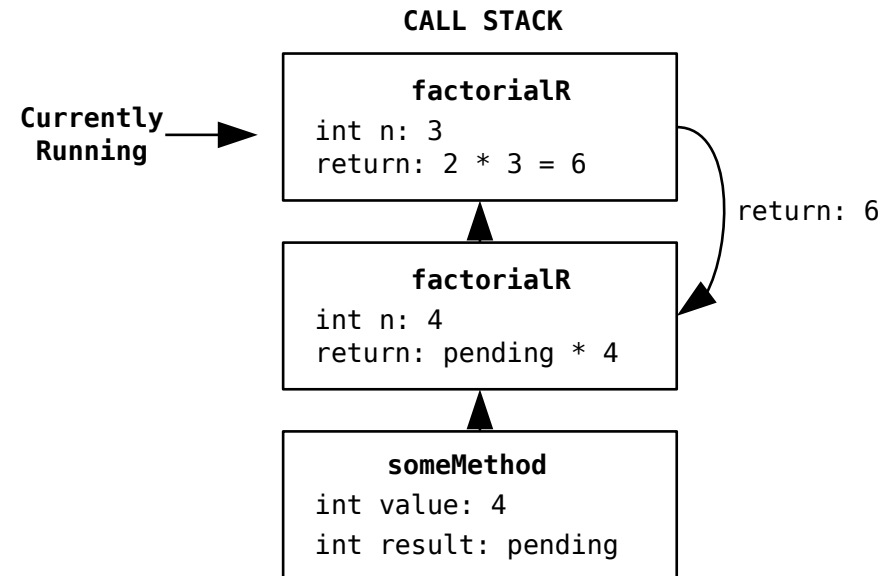 CALL STACK
factorialR
Currently
Running
int n: 3
return: 2 * 3 = 6
return: 6
factorialR
int n: 4
return: pending * 4
someMethod
int value: 4
int result: pending